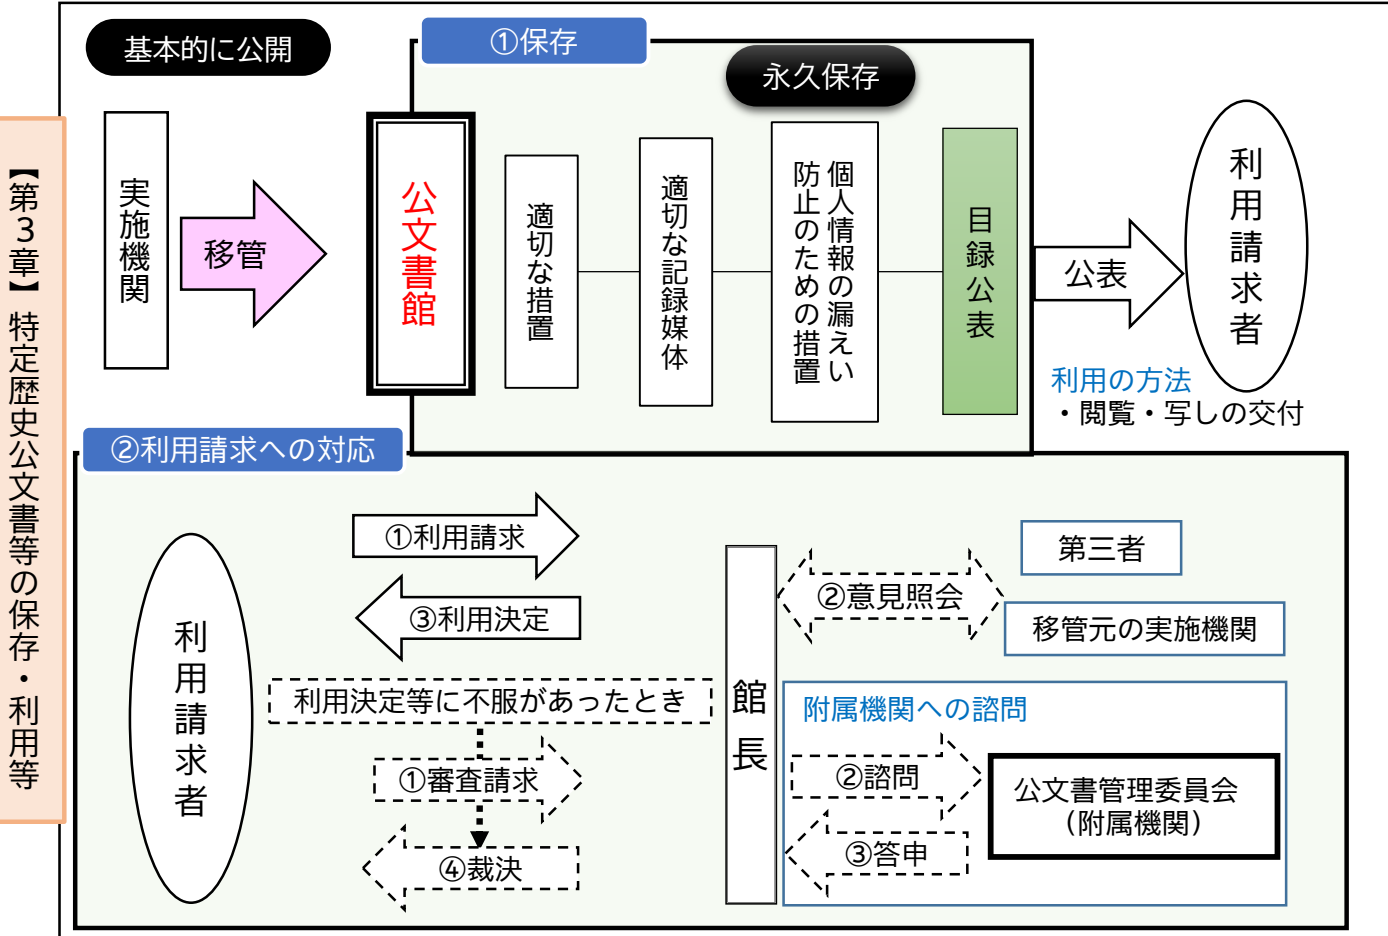 【第３章】特定歴史公文書等の保存・利用等
基本的に公開
①保存
永久保存
実施機関
移管
公文書館
適切な措置
適切な記録媒体
個人情報の漏えい
防止のための措置
目録公表
公表
利用請求者
利用の方法
・閲覧・写しの交付
②利用請求への対応
利用請求者
①利用請求
③利用決定
利用決定等に不服があったとき
①審査請求
④裁決
館長
②意見照会
第三者
移管元の実施機関
附属機関への諮問
②諮問
③答申
公文書管理委員会
（附属機関）